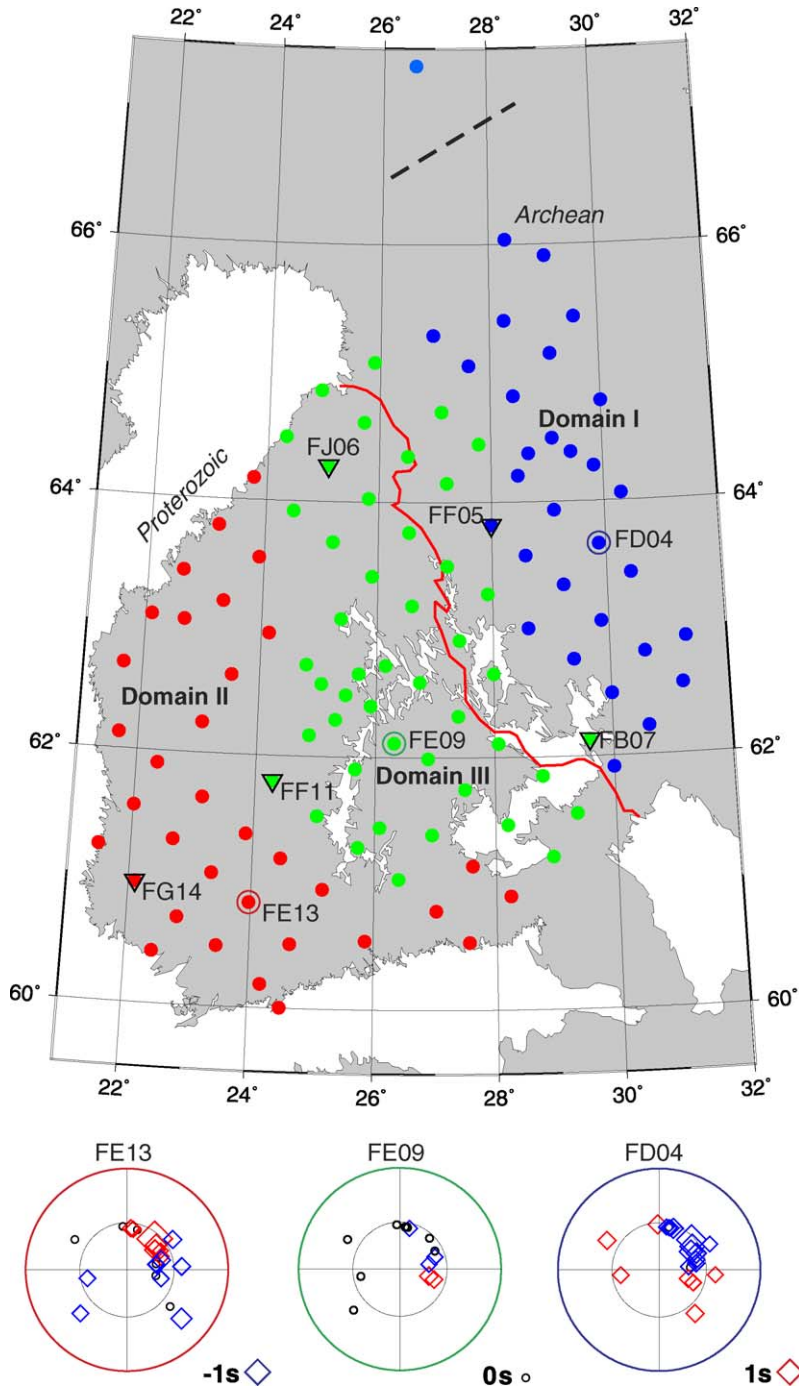 22° 24° 26° 28° 30° 32°
Archean
66° 66°
Domain I
FJ06
Proterozoic
64° 64°
FF05
FD04
Domain II
FE09
FB07
62° 62°
Domain III
FF11
FG14
FE13
60° 60°
22° 24° 26° 28° 30° 32°
FE13 FE09 FD04
-1s 0s 1s